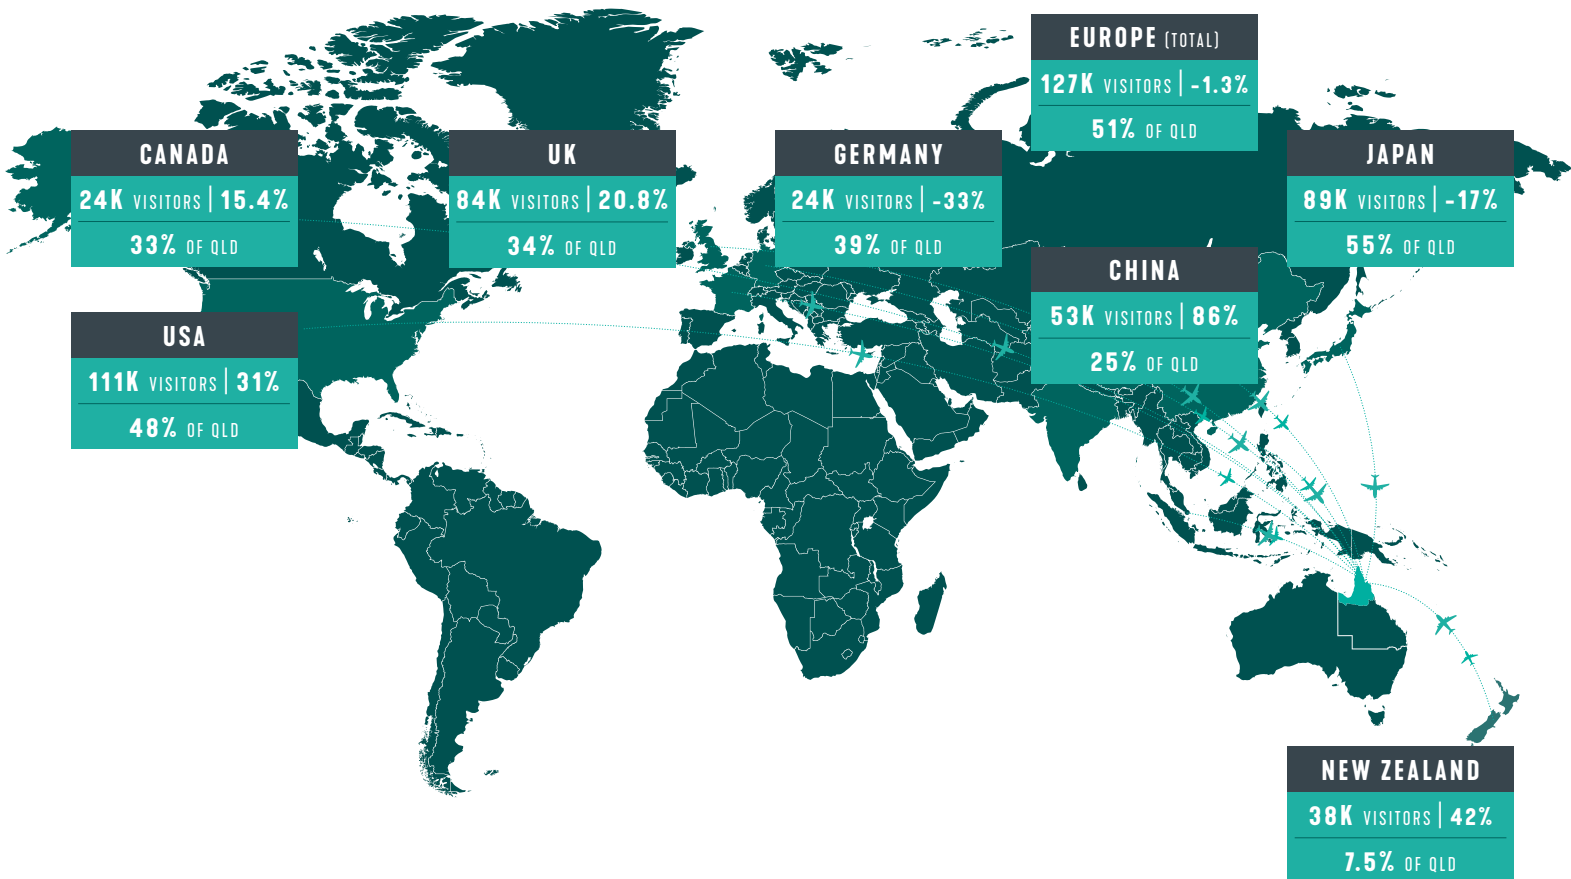 EUROPE (TOTAL)
127K VISITORS | -1.3%
51% OF QLD
CANADA
24K VISITORS | 15.4%
33% OF QLD
UK
84K VISITORS | 20.8%
34% OF QLD
GERMANY
24K VISITORS | -33%
39% OF QLD
JAPAN
89K VISITORS | -17%
55% OF QLD
CHINA
53K VISITORS | 86%
25% OF QLD
USA
111K VISITORS | 31%
48% OF QLD
NEW ZEALAND
38K VISITORS | 42%
7.5% OF QLD